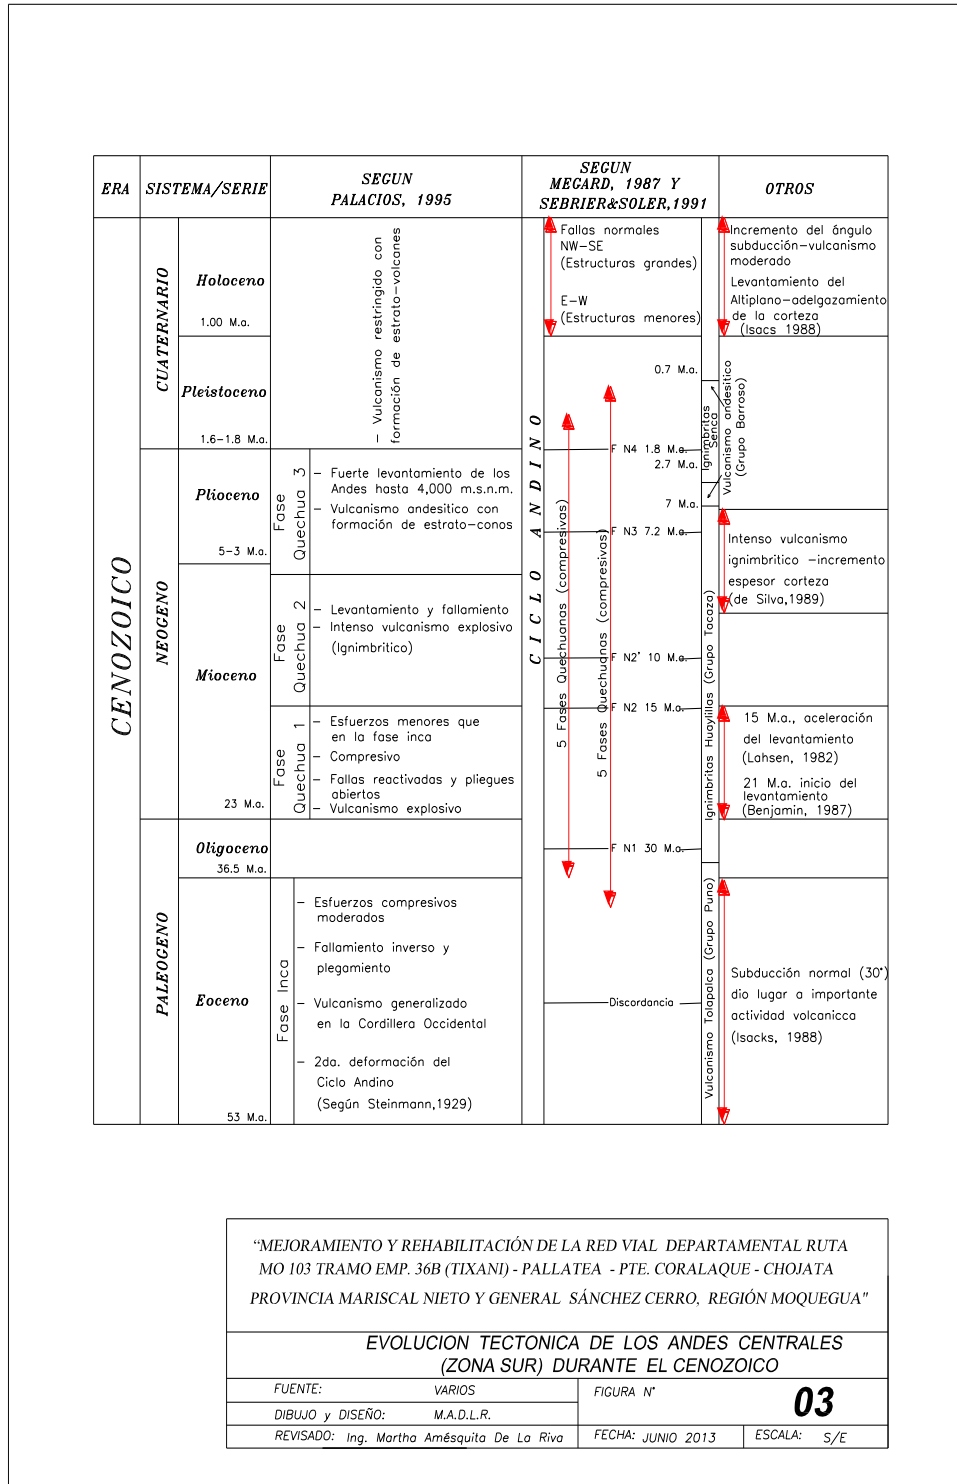 ERA
SISTEMA/SERIE
SEGUN
PALACIOS, 1995
SEGUN
MEGARD, 1987 Y
SEBRIER&SOLER,1991
OTROS
CENOZOICO
CUATERNARIO
Holoceno
1.00 M.a.
Pleistoceno
1.6-1.8 M.a.
NEOGENO
Plioceno
5-3 M.a.
Mioceno
23 M.a.
PALEOGENO
Oligoceno
36.5 M.a.
Eoceno
53 M.a.
- Vulcanismo restringido con
formación de estrato-volcanes
Fase
Quechua 3
- Fuerte levantamiento de los
Andes hasta 4,000 m.s.n.m.
- Vulcanismo andesitico con
formación de estrato-conos
Fase
Quechua 2
- Levantamiento y fallamiento
- Intenso vulcanismo explosivo
(Ignimbritico)
Fase
Quechua 1
- Esfuerzos menores que
en la fase inca
- Compresivo
- Fallas reactivadas y pliegues
abiertos
- Vulcanismo explosivo
Fase Inca
- Esfuerzos compresivos
moderados
- Fallamiento inverso y
plegamiento
- Vulcanismo generalizado
en la Cordillera Occidental
- 2da. deformación del
Ciclo Andino
(Según Steinmann,1929)
CICLO ANDINO
Fallas normales
NW-SE
(Estructuras grandes)
E-W
(Estructuras menores)
0.7 M.a.
F N4 1.8 M.a.
2.7 M.a.
7 M.a.
F N3 7.2 M.a.
F N2' 10 M.a.
F N2 15 M.a.
F N1 30 M.a.
Discordancia
5 Fases Quechuanas (compresivas)
5 Fases Quechuanas (compresivas)
Ignimbritas
Senca
Vulcanismo andesitico
(Grupo Barroso)
Ignimbritas Huaylillas (Grupo Tacaza)
Vulcanismo Tolapalca (Grupo Puno)
Incremento del ángulo
subducción-vulcanismo
moderado
Levantamiento del
Altiplano-adelgazamiento
de la corteza
(Isacs 1988)
Intenso vulcanismo
ignimbritico -incremento
espesor corteza
(de Silva,1989)
15 M.a., aceleración
del levantamiento
(Lahsen, 1982)
21 M.a. inicio del
levantamiento
(Benjamin, 1987)
Subducción normal (30°)
dio lugar a importante
actividad volcanicca
(Isacks, 1988)
“MEJORAMIENTO Y REHABILITACIÓN DE LA RED VIAL DEPARTAMENTAL RUTA
MO 103 TRAMO EMP. 36B (TIXANI) - PALLATEA - PTE. CORALAQUE - CHOJATA
PROVINCIA MARISCAL NIETO Y GENERAL SÁNCHEZ CERRO, REGIÓN MOQUEGUA"
EVOLUCION TECTONICA DE LOS ANDES CENTRALES
(ZONA SUR) DURANTE EL CENOZOICO
FUENTE: VARIOS
FIGURA N° 03
DIBUJO y DISEÑO: M.A.D.L.R.
REVISADO: Ing. Martha Amésquita De La Riva
FECHA: JUNIO 2013
ESCALA: S/E